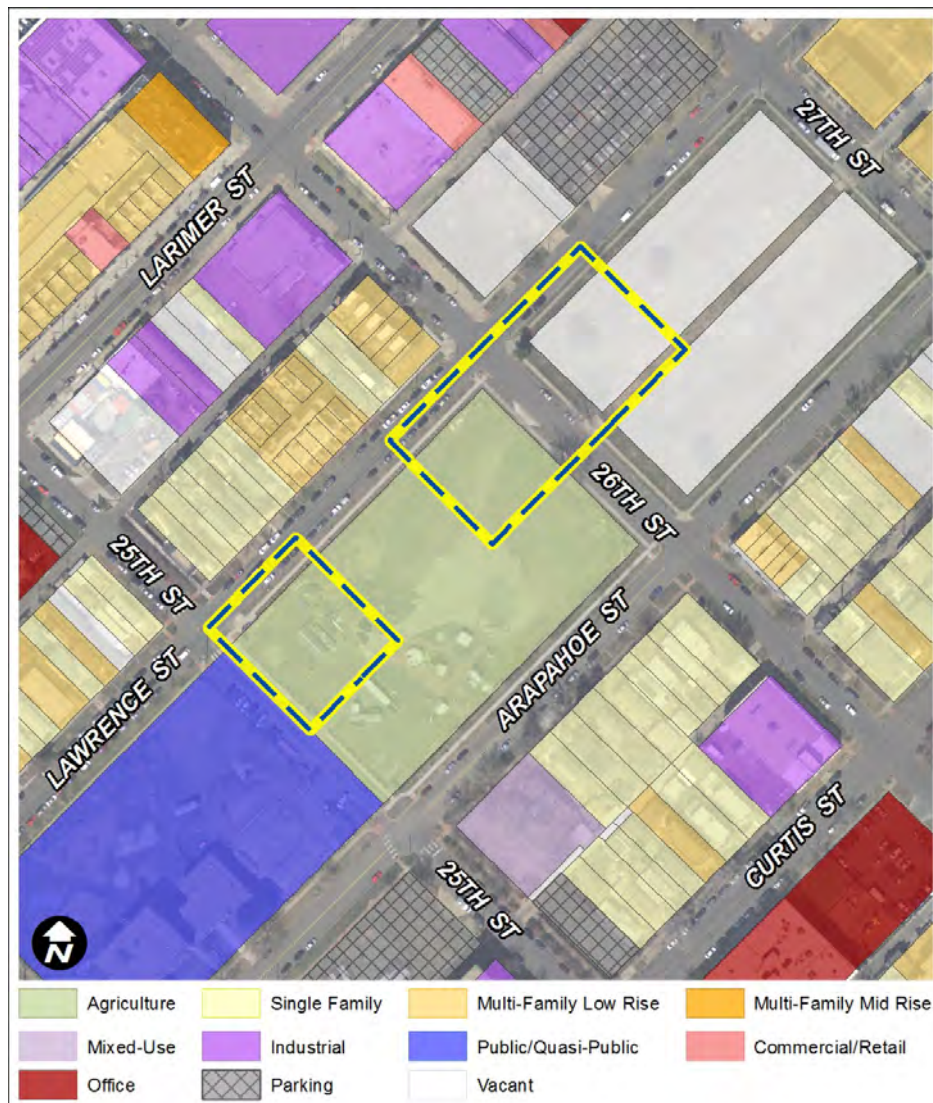 27TH ST
LARIMER ST
26TH ST
25TH ST
LAWRENCE ST
ARAPAHOE ST
CURTIS ST
25TH ST
N
Agriculture
Single Family
Multi-Family Low Rise
Multi-Family Mid Rise
Mixed-Use
Industrial
Public/Quasi-Public
Commercial/Retail
Office
Parking
Vacant